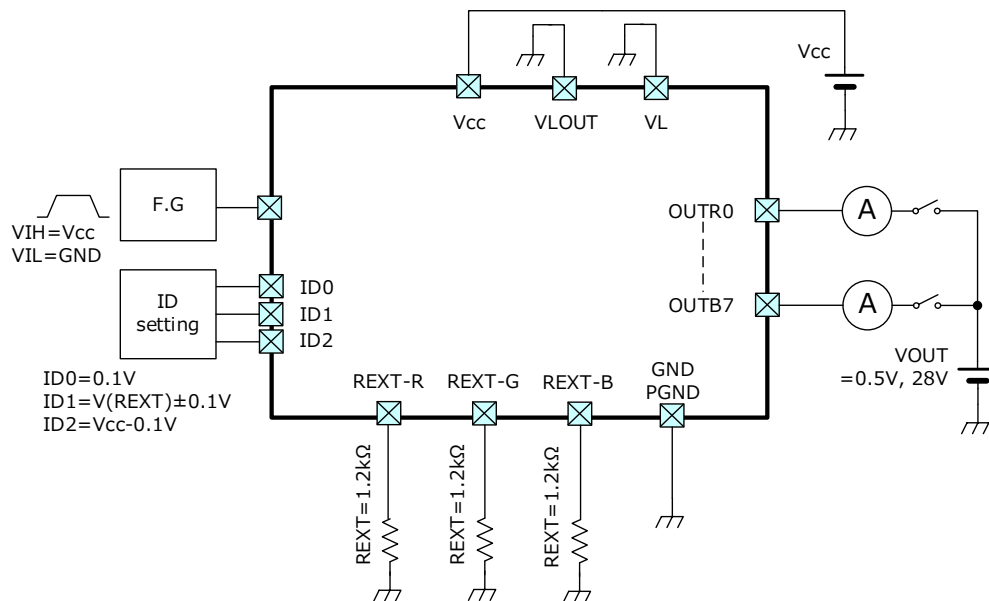 Vcc
Vcc
VLOUT
VL
F.G
VIH=Vcc
VIL=GND
OUTR0
A
ID
setting
ID0
ID1
ID2
OUTB7
A
ID0=0.1V
ID1=V(REXT)±0.1V
ID2=Vcc-0.1V
VOUT
=0.5V, 28V
REXT-R
REXT-G
REXT-B
GND
PGND
REXT=1.2kΩ
REXT=1.2kΩ
REXT=1.2kΩ